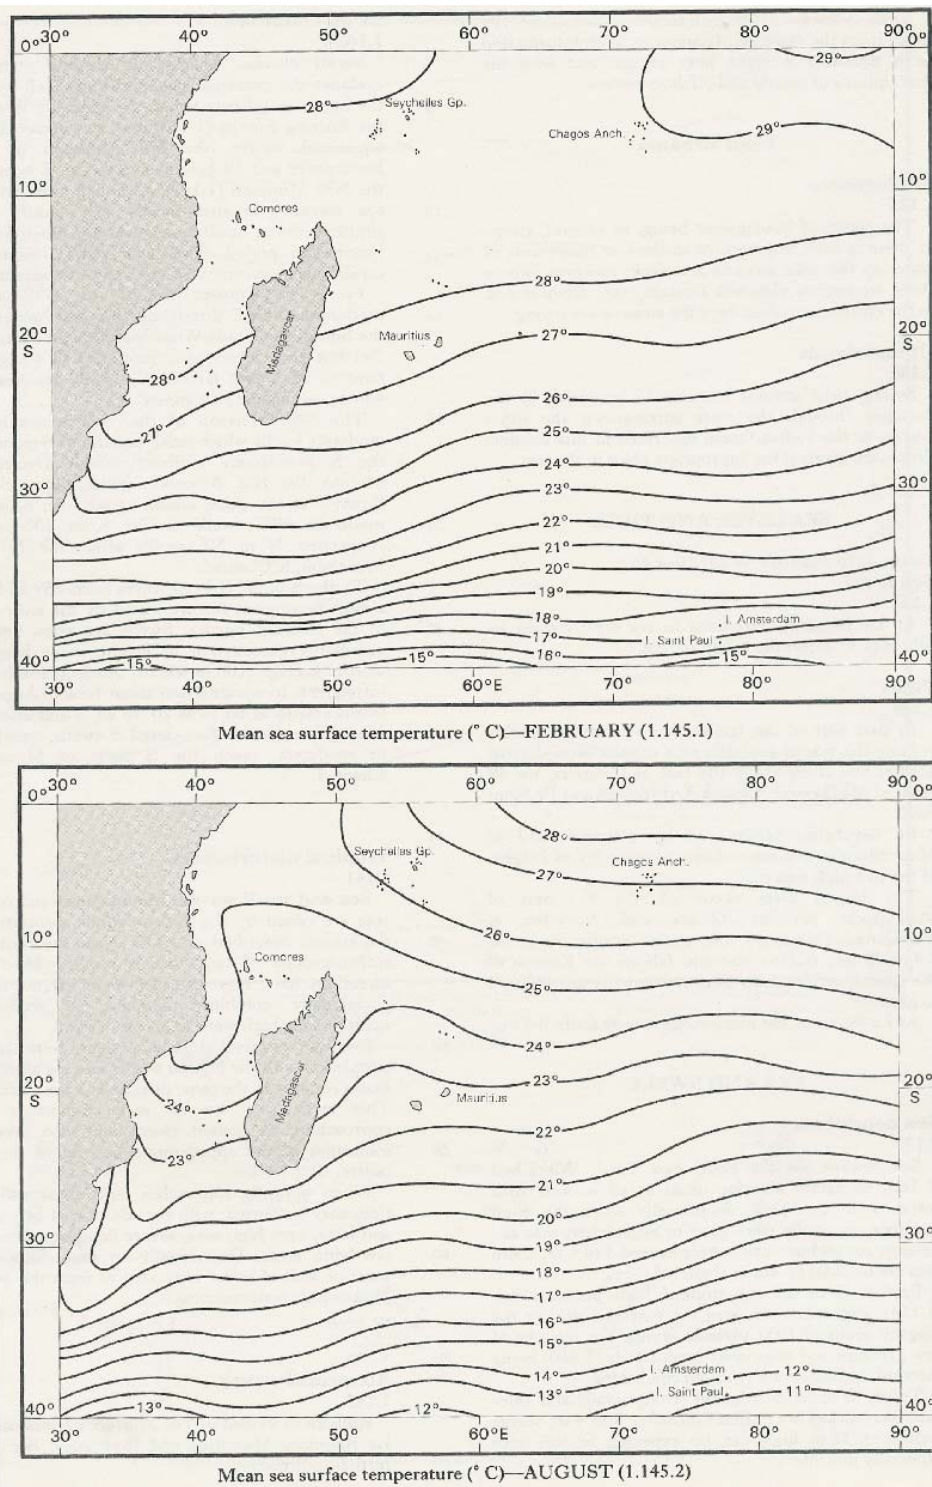 30° 40° 50° 60° 70° 80° 90°
0° 0°
29°
28°
Seychelles Gp.
Chagos Anch. 29°
10° 10°
Comores
28°
20° 27° 20°
S Mauritius S
Madagascar
28° 26°
27° 25°
24°
30° 23° 30°
22°
21°
20°
19°
18° I. Amsterdam
17° I. Saint Paul
16°
40° 15° 15° 15° 40°
30° 40° 50° 60°E 70° 80° 90°
Mean sea surface temperature (° C)—FEBRUARY (1.145.1)
30° 40° 50° 60° 70° 80° 90°
0° 0°
28°
Seychelles Gp. Chagos Anch.
27°
26°
10° 10°
Comores
25°
24°
20° 23° 20°
S Mauritius S
Madagascar
24°
22°
23°
21°
20°
30° 19° 30°
18°
17°
16°
15°
14° I. Amsterdam 12°
13° I. Saint Paul 11°
40° 13° 12° 40°
30° 40° 50° 60° 70° 80° 90°
Mean sea surface temperature (° C)—AUGUST (1.145.2)